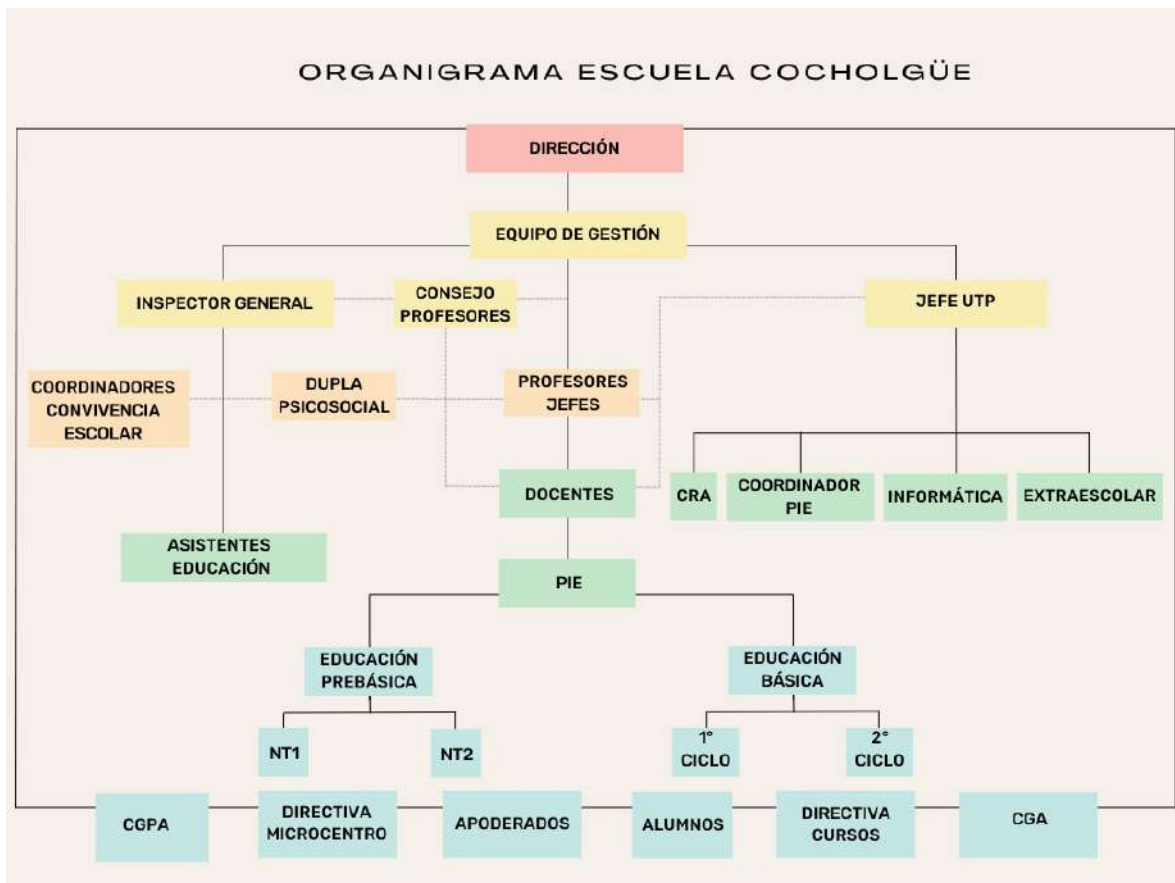 ORGANIGRAMA ESCUELA COCHOLGÜE
DIRECCIÓN
EQUIPO DE GESTIÓN
INSPECTOR GENERAL
CONSEJO
PROFESORES
JEFE UTP
COORDINADORES
CONVIVENCIA
ESCOLAR
DUPLA
PSICOSOCIAL
PROFESORES
JEFES
DOCENTES
CRA
COORDINADOR
PIE
INFORMÁTICA
EXTRAESCOLAR
ASISTENTES
EDUCACIÓN
PIE
EDUCACIÓN
PREBÁSICA
EDUCACIÓN
BÁSICA
NT1
NT2
1°
CICLO
2°
CICLO
CGPA
DIRECTIVA
MICROCENTRO
APODERADOS
ALUMNOS
DIRECTIVA
CURSOS
CGA